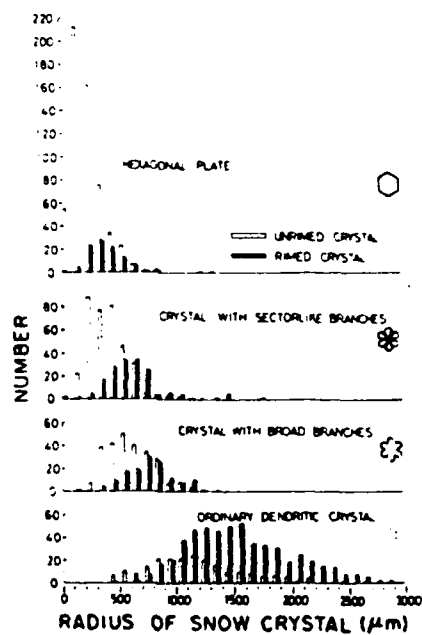 220
200
180
160
140
120
100
80
60
40
20
0
HEXAGONAL PLATE
UNRIMED CRYSTAL
RIMED CRYSTAL
80
60
40
20
0
CRYSTAL WITH SECTORLIKE BRANCHES
NUMBER
60
40
20
0
CRYSTAL WITH BROAD BRANCHES
60
40
20
0
ORDINARY DENDRITIC CRYSTAL
0 500 1000 1500 2000 2500 3000
RADIUS OF SNOW CRYSTAL (μm)